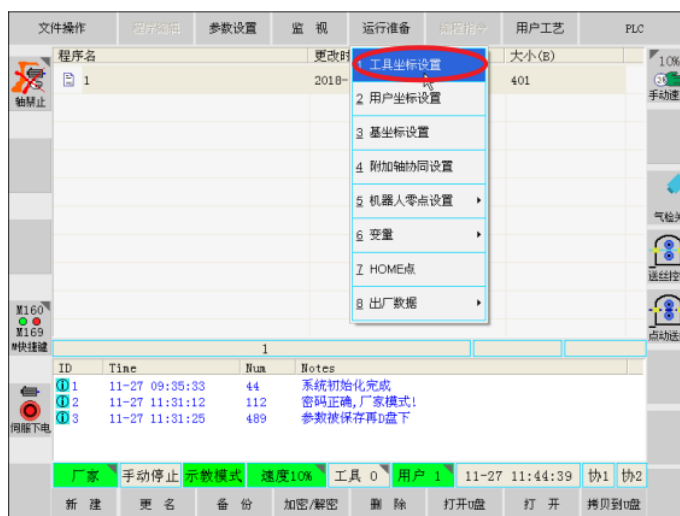 文件操作 程序编辑 参数设置 监 视 运行准备 编程指令 用户工艺 PLC
程序名 更改时 大小(B)
1 2018- 401
轴禁止
10%
手动速
1 工具坐标设置
2 用户坐标设置
3 基坐标设置
4 附加轴协同设置
5 机器人零点设置
6 变量
7 HOME点
8 出厂数据
气检关
送丝控
点动送
M160
M169
M快捷键
1
ID Time Num Notes
1 11-27 09:35:33 44 系统初始化完成
2 11-27 11:31:12 112 密码正确,厂家模式!
3 11-27 11:31:25 489 参数被保存再D盘下
伺服下电
厂家 手动停止 示教模式 速度10% 工具 0 用户 1 11-27 11:44:39 协1 协2
新 建 更 名 备 份 加密/解密 删 除 打开U盘 打 开 拷贝到U盘